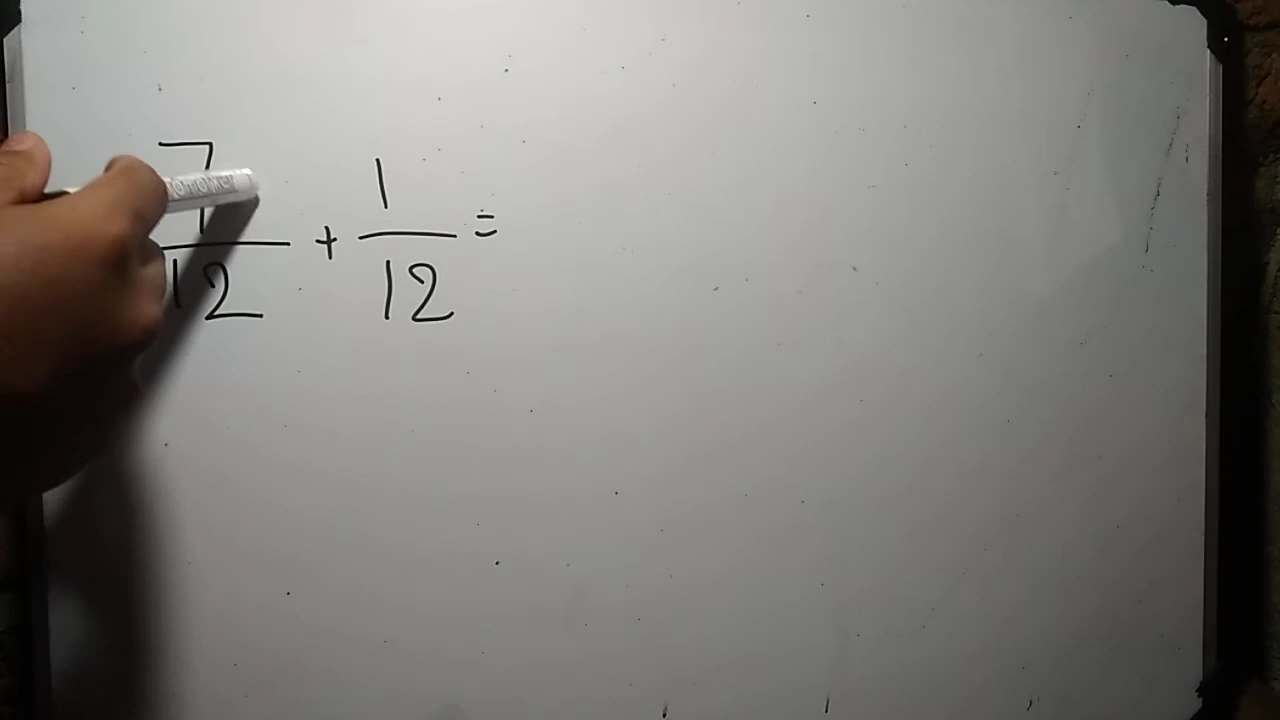 7/12 + 1/12 =